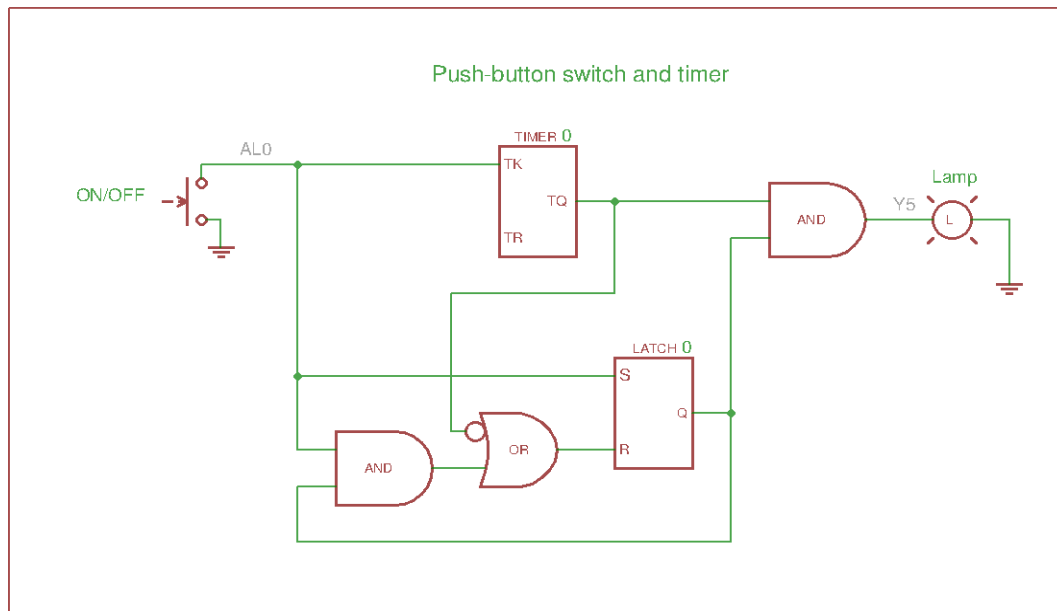 Push-button switch and timer
TIMER 0
AL0
TK
ON/OFF
TQ
TR
AND
Lamp
Y5
L
LATCH 0
S
Q
R
AND
OR